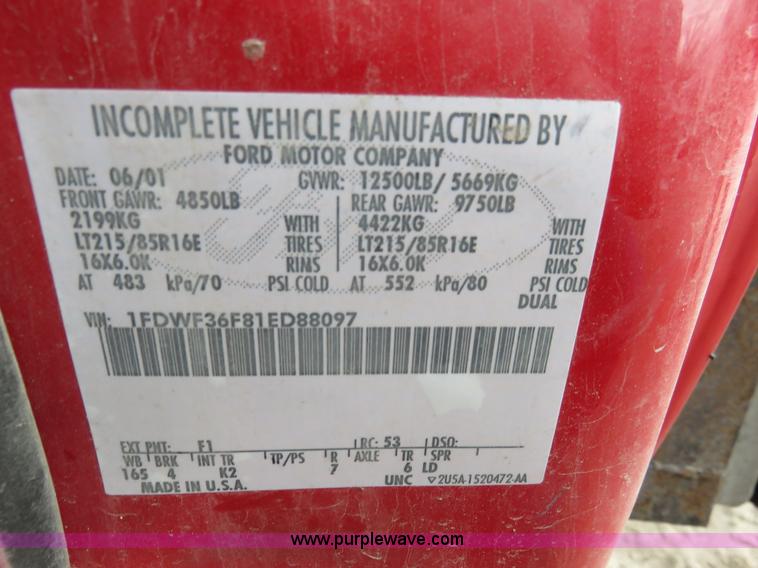 INCOMPLETE VEHICLE MANUFACTURED BY
FORD MOTOR COMPANY
DATE: 06/01 GVWR: 12500LB/ 5669KG
FRONT GAWR: 4850LB REAR GAWR: 9750LB
2199KG WITH 4422KG WITH
LT215/85R16E TIRES LT215/85R16E TIRES
16X6.0K RIMS 16X6.0K RIMS
AT 483 kPa/70 PSI COLD AT 552 kPa/80 PSI COLD
DUAL
VIN: 1FDWF36F81ED88097
EXT PNT: F1 RC: 53 DSO:
WB BRK INT TR TP/PS R AXLE TR SPR
165 4 K2 7 6 LD
MADE IN U.S.A. UNC ▽2U5A-1520472-AA
www.purplewave.com